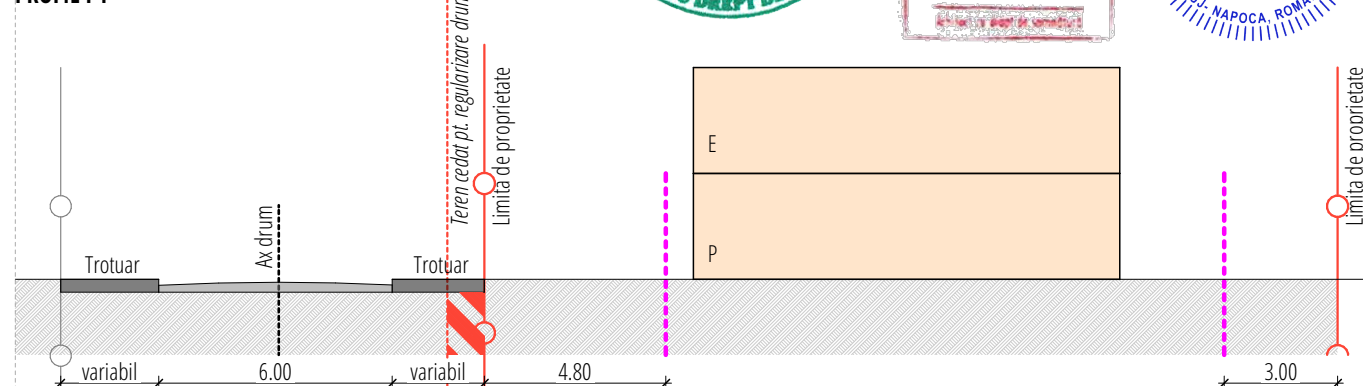 Teren cedat pt. regularizare drum
Limita de proprietate
Limita de proprietate
NAPOCA, ROMA
E
Ax drum
P
Trotuar
Trotuar
variabil
6.00
variabil
4.80
3.00